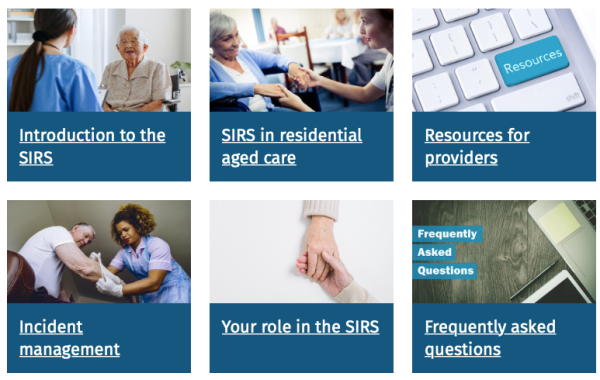 Resources
shift
Introduction to the
SIRS
SIRS in residential
aged care
Resources for
providers
Frequently
Asked
Questions
Incident
management
Your role in the SIRS
Frequently asked
questions